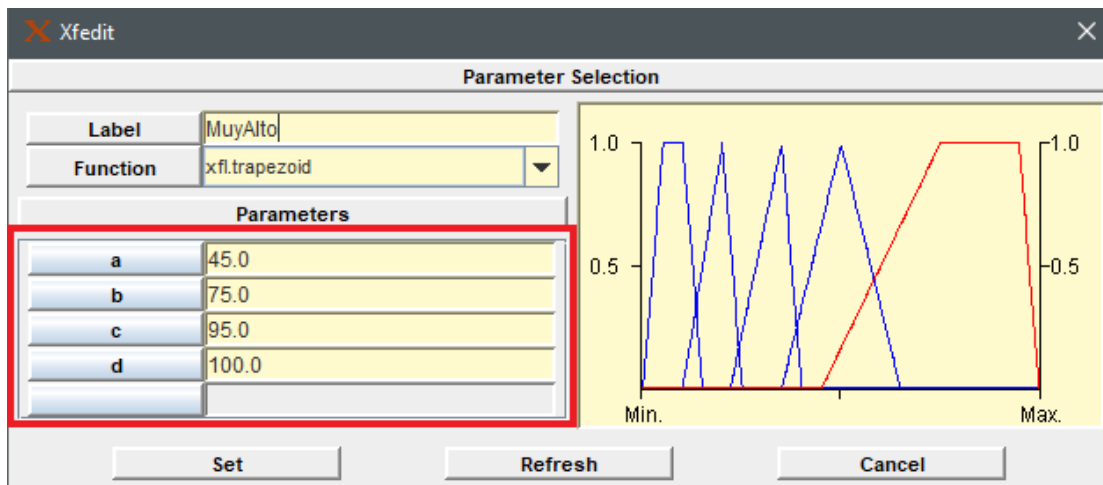 Xfedit
Parameter Selection
Label MuyAlto
Function xfl.trapezoid
Parameters
a 45.0
b 75.0
c 95.0
d 100.0
1.0 1.0
0.5 0.5
Min. Max.
Set Refresh Cancel